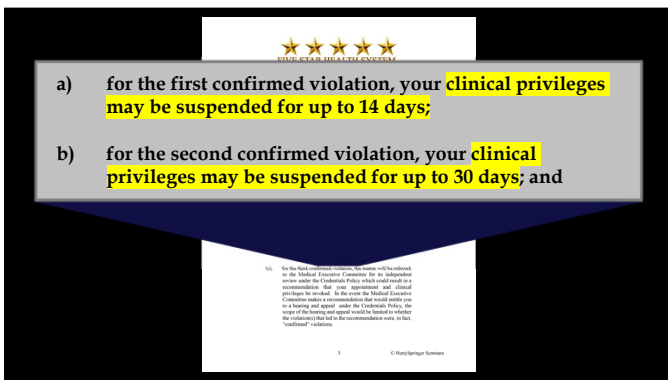 FIVE STAR HEALTH SYSTEM
a) for the first confirmed violation, your clinical privileges
may be suspended for up to 14 days;
b) for the second confirmed violation, your clinical
privileges may be suspended for up to 30 days; and
for the third confirmed violation, this matter will be referred
to the Medical Executive Committee for its independent
review under the Credentials Policy which could result in a
recommendation that your appointment and clinical
privileges be revoked. In the event the Medical Executive
Committee makes a recommendation that would entitle you
to a hearing and appeal under the Credentials Policy, the
scope of the hearing and appeal would be limited to whether
the violation(s) that led to the recommendation were, in fact,
"confirmed" violations.
3 © HortySpringer Seminars